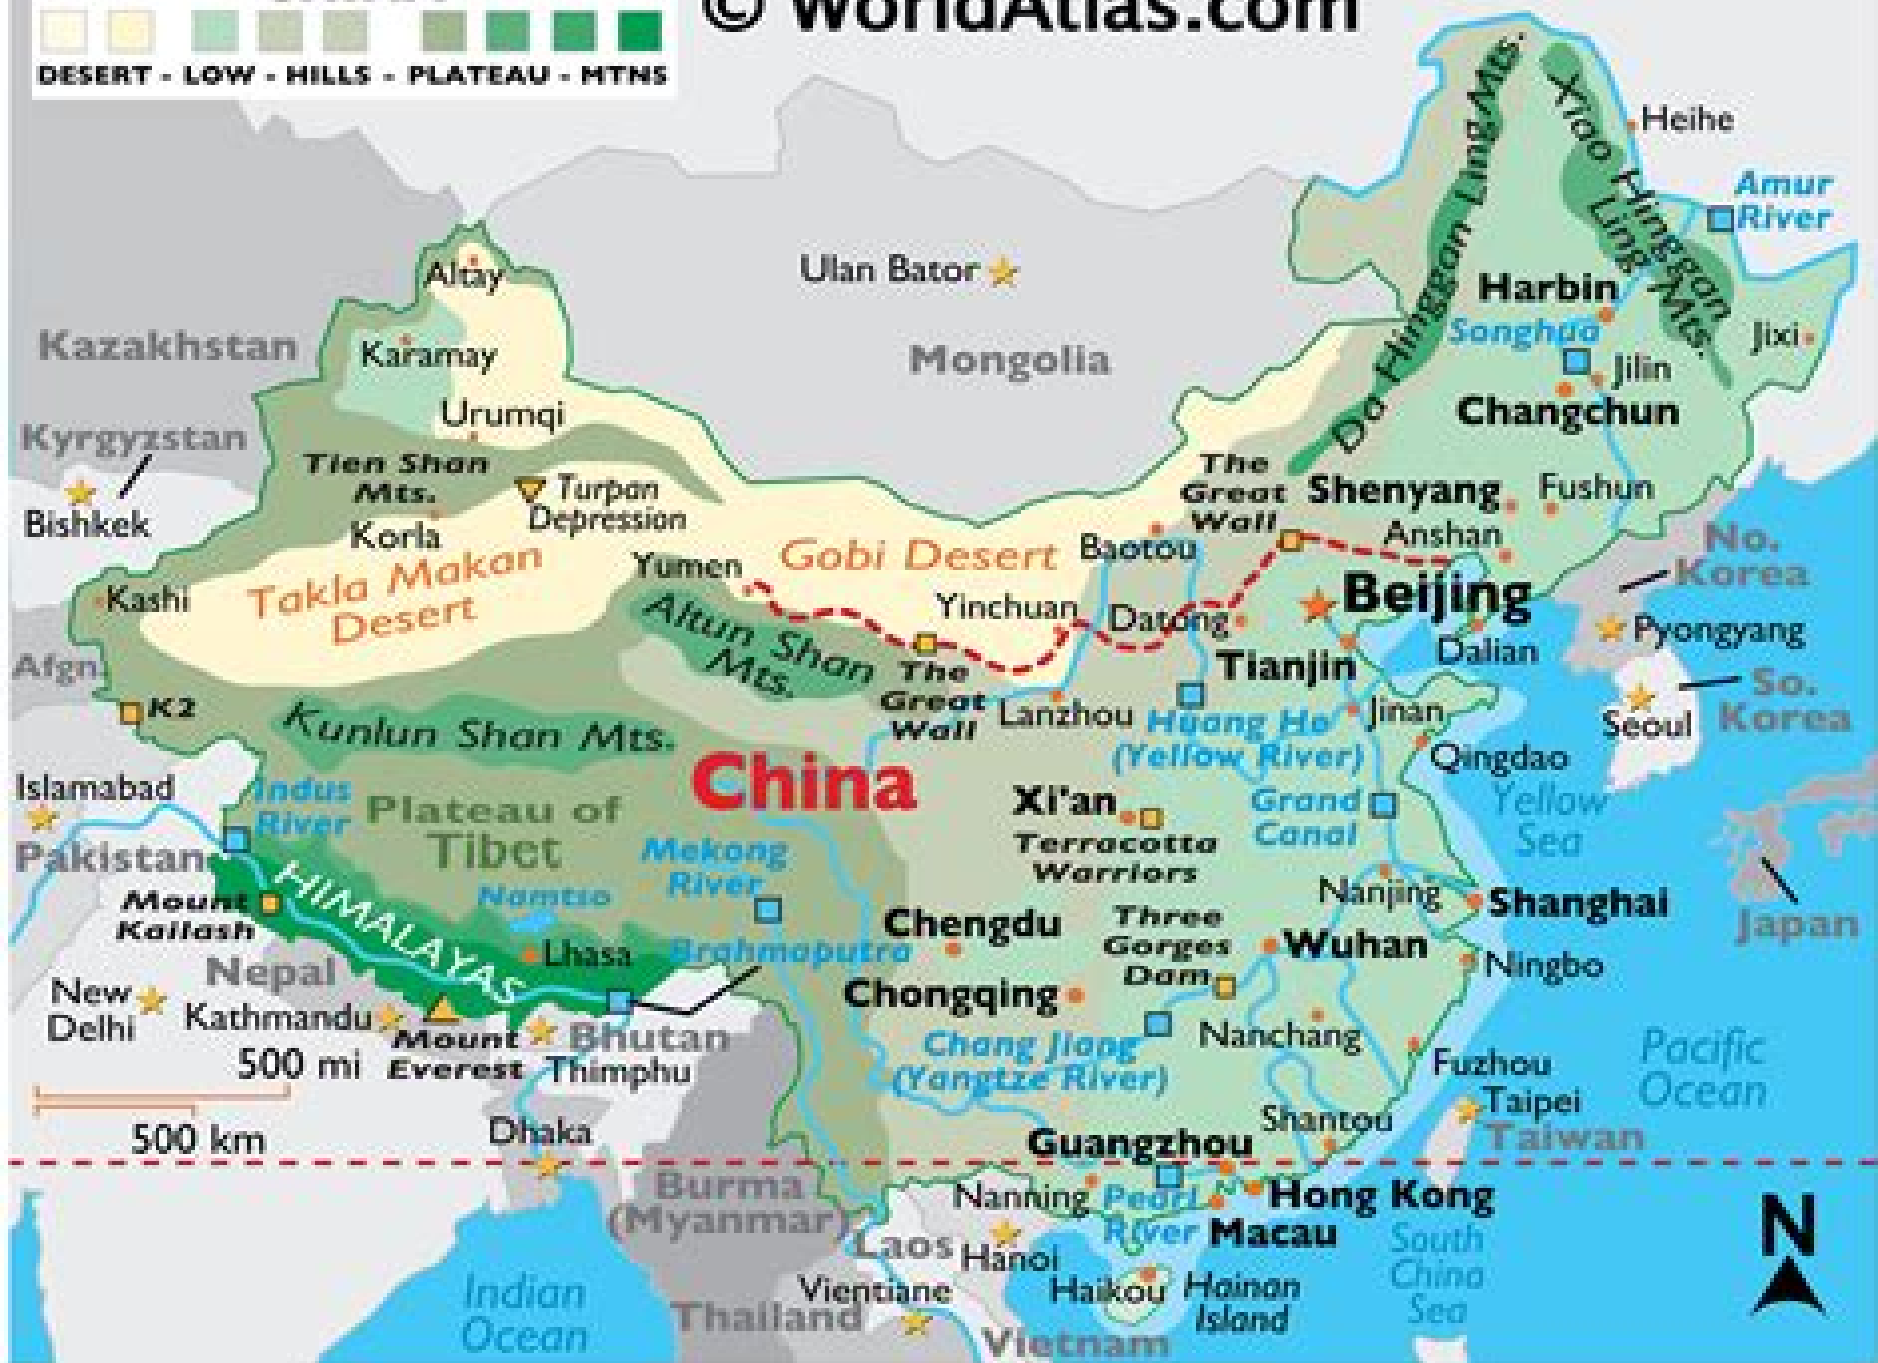 © WorldAtlas.com
DESERT - LOW - HILLS - PLATEAU - MTNS
Da Hinggan Ling Mts.
Xiao Hinggan
Ling Mts.
Heihe
Amur
River
Altay
Ulan Bator
Harbin
Songhua
Jixi
Kazakhstan
Karamay
Mongolia
Jilin
Urumqi
Changchun
Kyrgyzstan
Tien Shan
Mts.
Turpan
Depression
The
Great
Wall
Shenyang
Fushun
Bishkek
Korla
Anshan
No.
Korea
Takla Makan
Desert
Yumen
Gobi Desert
Baotou
Kashi
Altun Shan
Mts.
Yinchuan
Datong
Beijing
Pyongyang
Afgn.
Dalian
Tianjin
The
Great
Wall
So.
Korea
K2
Kunlun Shan Mts.
Lanzhou
Huang He
(Yellow River)
Jinan
Seoul
China
Qingdao
Islamabad
Indus
River
Plateau of
Tibet
Xi'an
Terracotta
Warriors
Grand
Canal
Yellow
Sea
Mekong
River
Pakistan
HIMALAYAS
Namtso
Nanjing
Shanghai
Mount
Kailash
Chengdu
Three
Gorges
Dam
Japan
Lhasa
Brahmaputra
Wuhan
Nepal
Ningbo
New
Delhi
Kathmandu
Chongqing
Mount
Everest
Bhutan
Thimphu
Chang Jiang
(Yangtze River)
Nanchang
Pacific
Ocean
500 mi
Fuzhou
500 km
Dhaka
Shantou
Taipei
Taiwan
Guangzhou
Burma
(Myanmar)
Nanning
Pearl
River
Hong Kong
Macau
N
Laos
Hanoi
South
China
Sea
Vientiane
Haikou
Hainan
Island
Indian
Ocean
Thailand
Vietnam